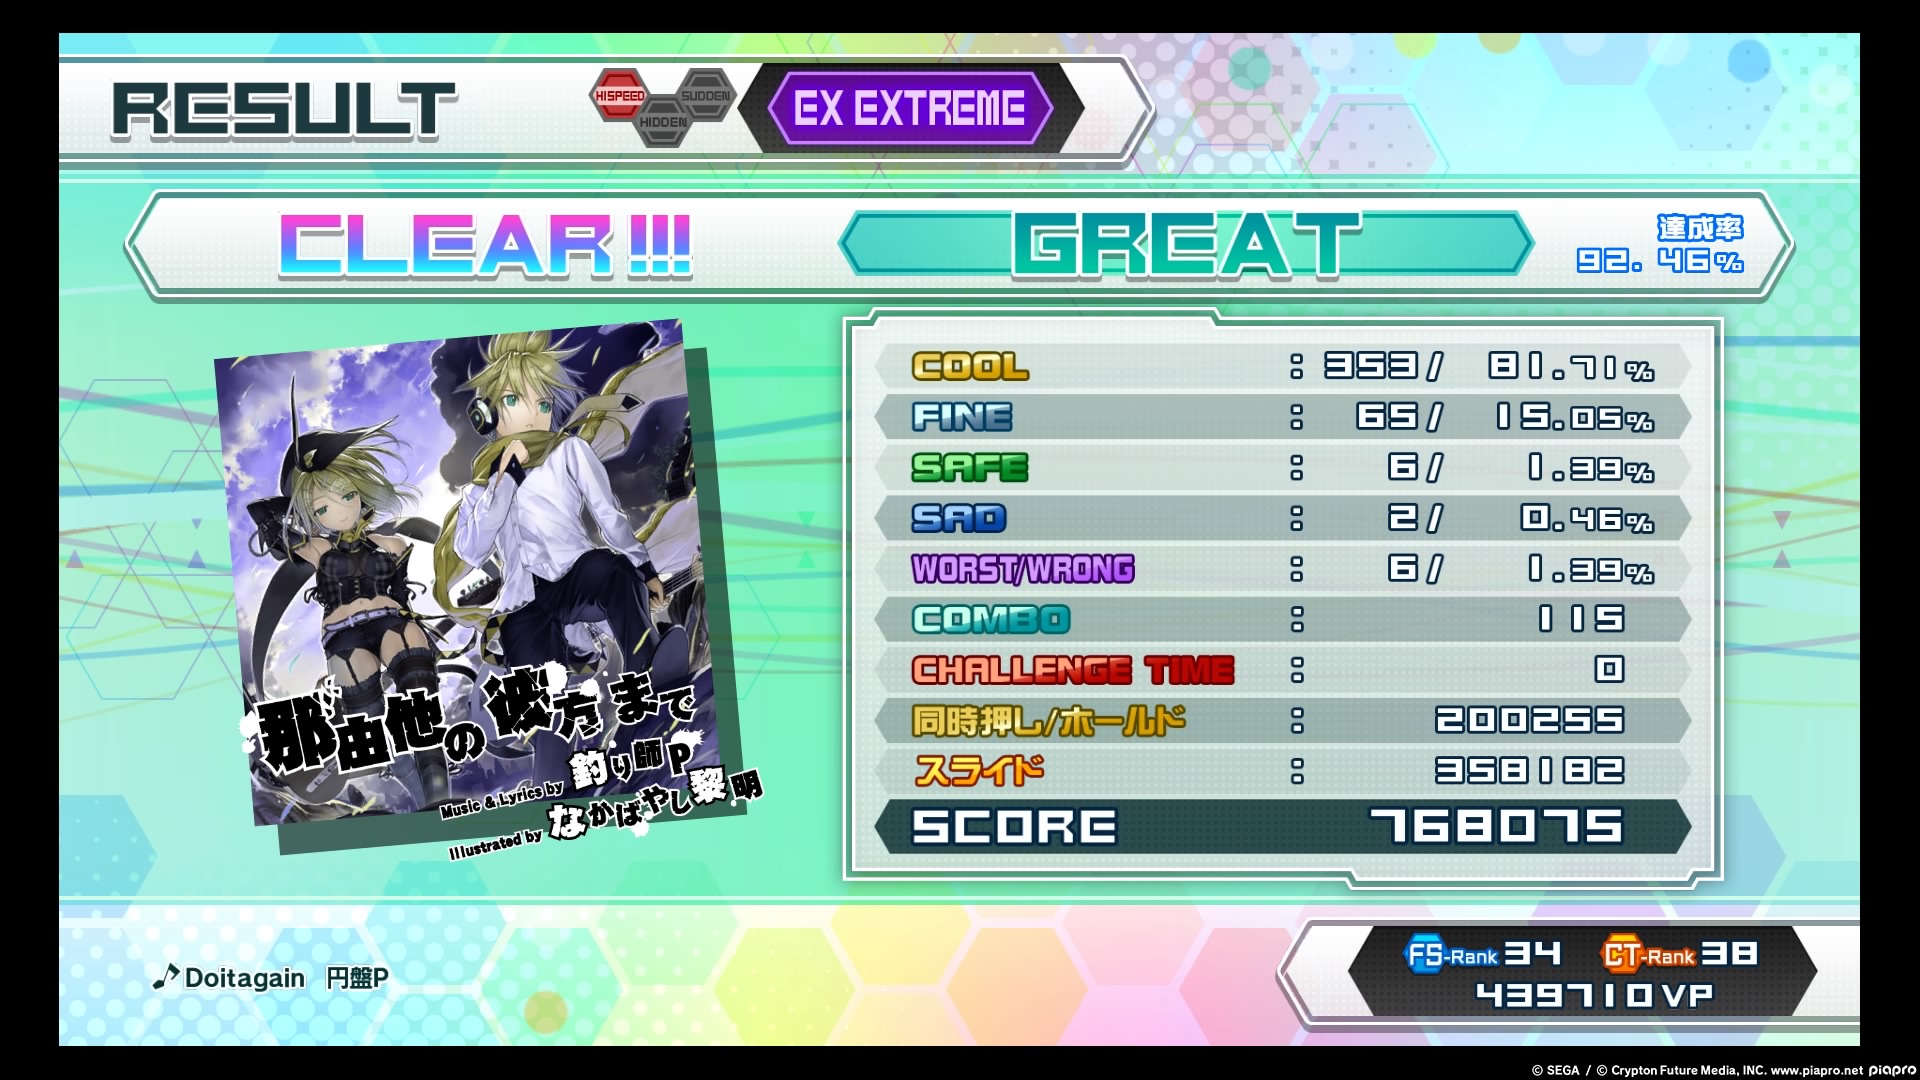 RESULT
HISPEED
HIDDEN
SUDDEN
EX EXTREME
CLEAR!!!
GREAT
達成率
92.46%
COOL : 353/ 81.71%
FINE : 65/ 15.05%
SAFE : 6/ 1.39%
SAD : 2/ 0.46%
WORST/WRONG : 6/ 1.39%
COMBO : 115
CHALLENGE TIME : 0
同時押し/ホールド : 200255
スライド : 358182
SCORE 768075
那由他の彼方まで
Music & Lyrics by 釣り師P
Illustrated by なかばやし黎明
♪Doitagain 円盤P
FS-Rank 34 CT-Rank 38
439710VP
© SEGA / © Crypton Future Media, INC. www.piapro.net piapro